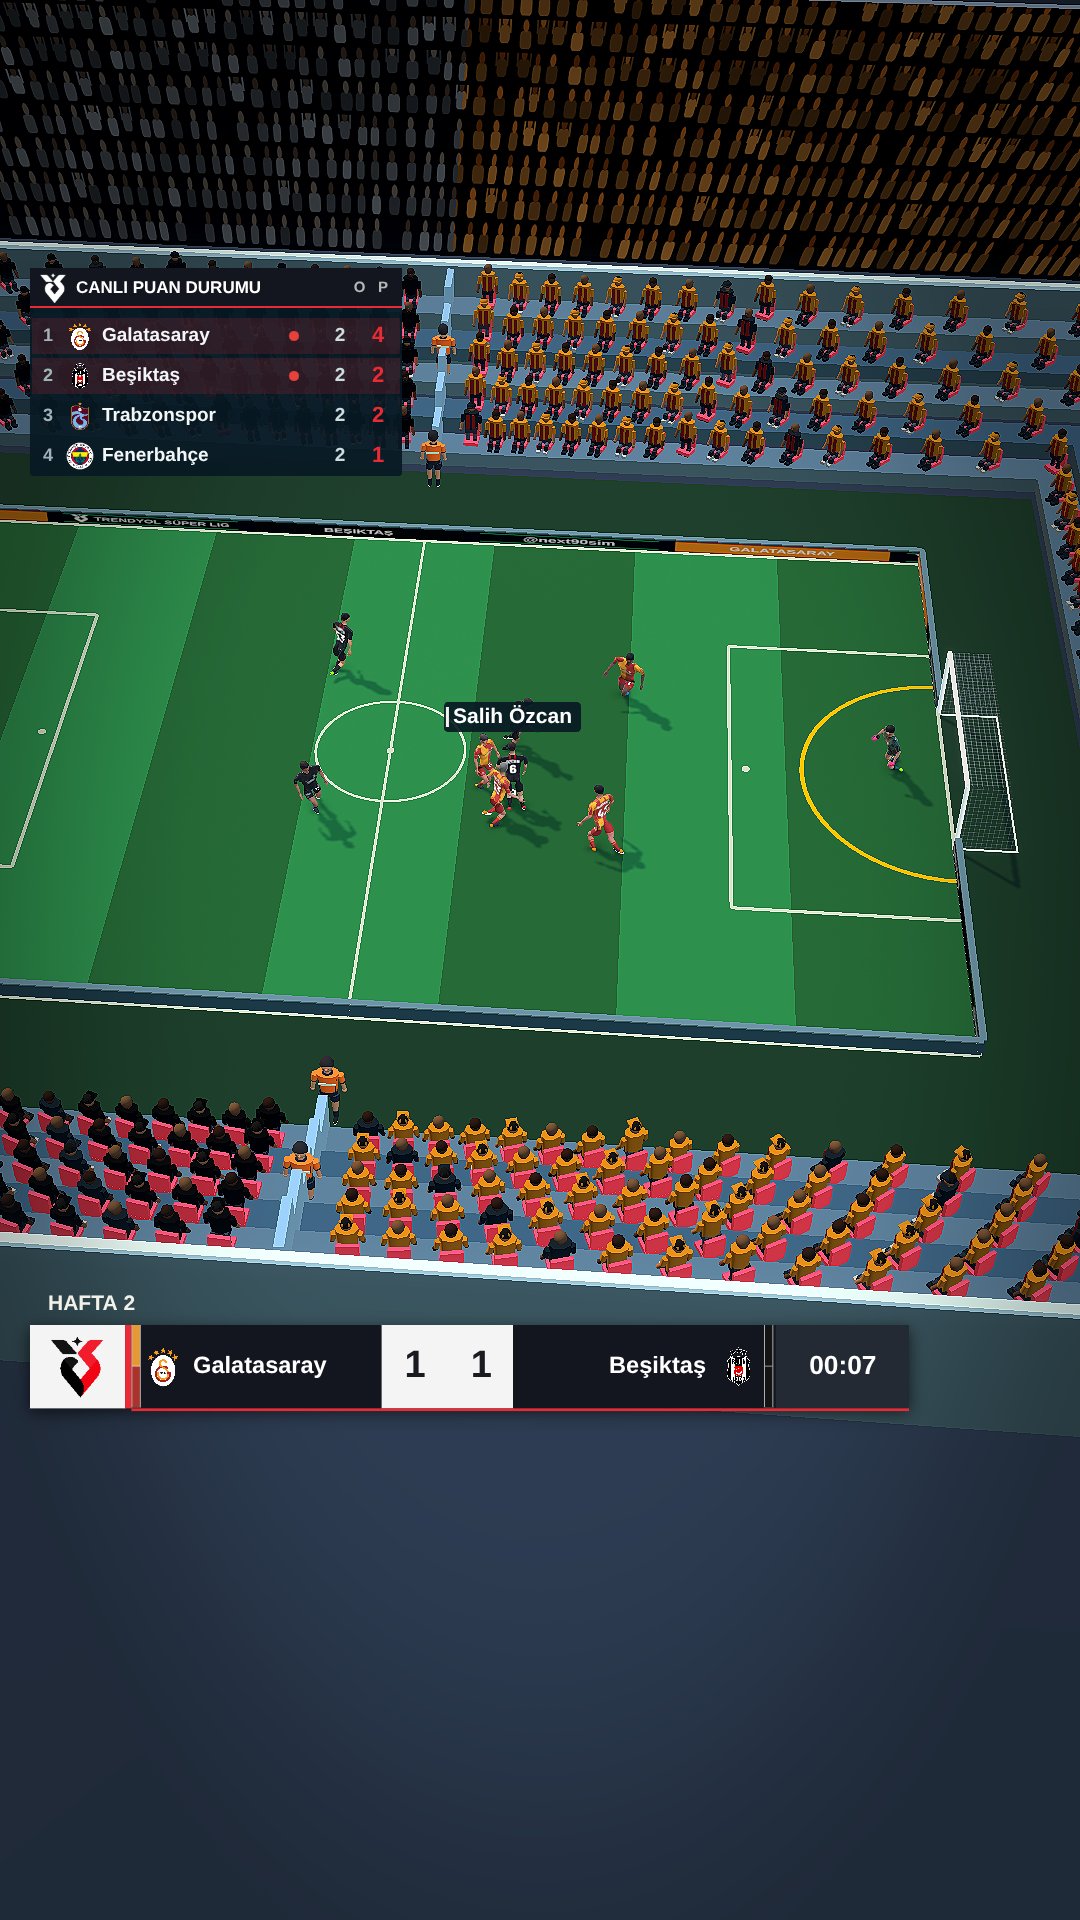 CANLI PUAN DURUMU O P
1 Galatasaray 2 4
2 Beşiktaş 2 2
3 Trabzonspor 2 2
4 Fenerbahçe 2 1
TRENDYOL SÜPER LİG BEŞİKTAŞ @next90sim GALATASARAY
Salih Özcan
6
HAFTA 2
Galatasaray 1 1 Beşiktaş 00:07